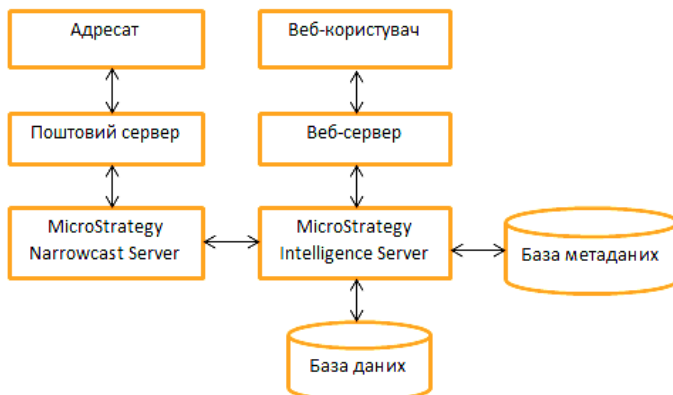 Адресат
Веб-користувач
Поштовий сервер
Веб-сервер
MicroStrategy
Narrowcast Server
MicroStrategy
Intelligence Server
База метаданих
База даних